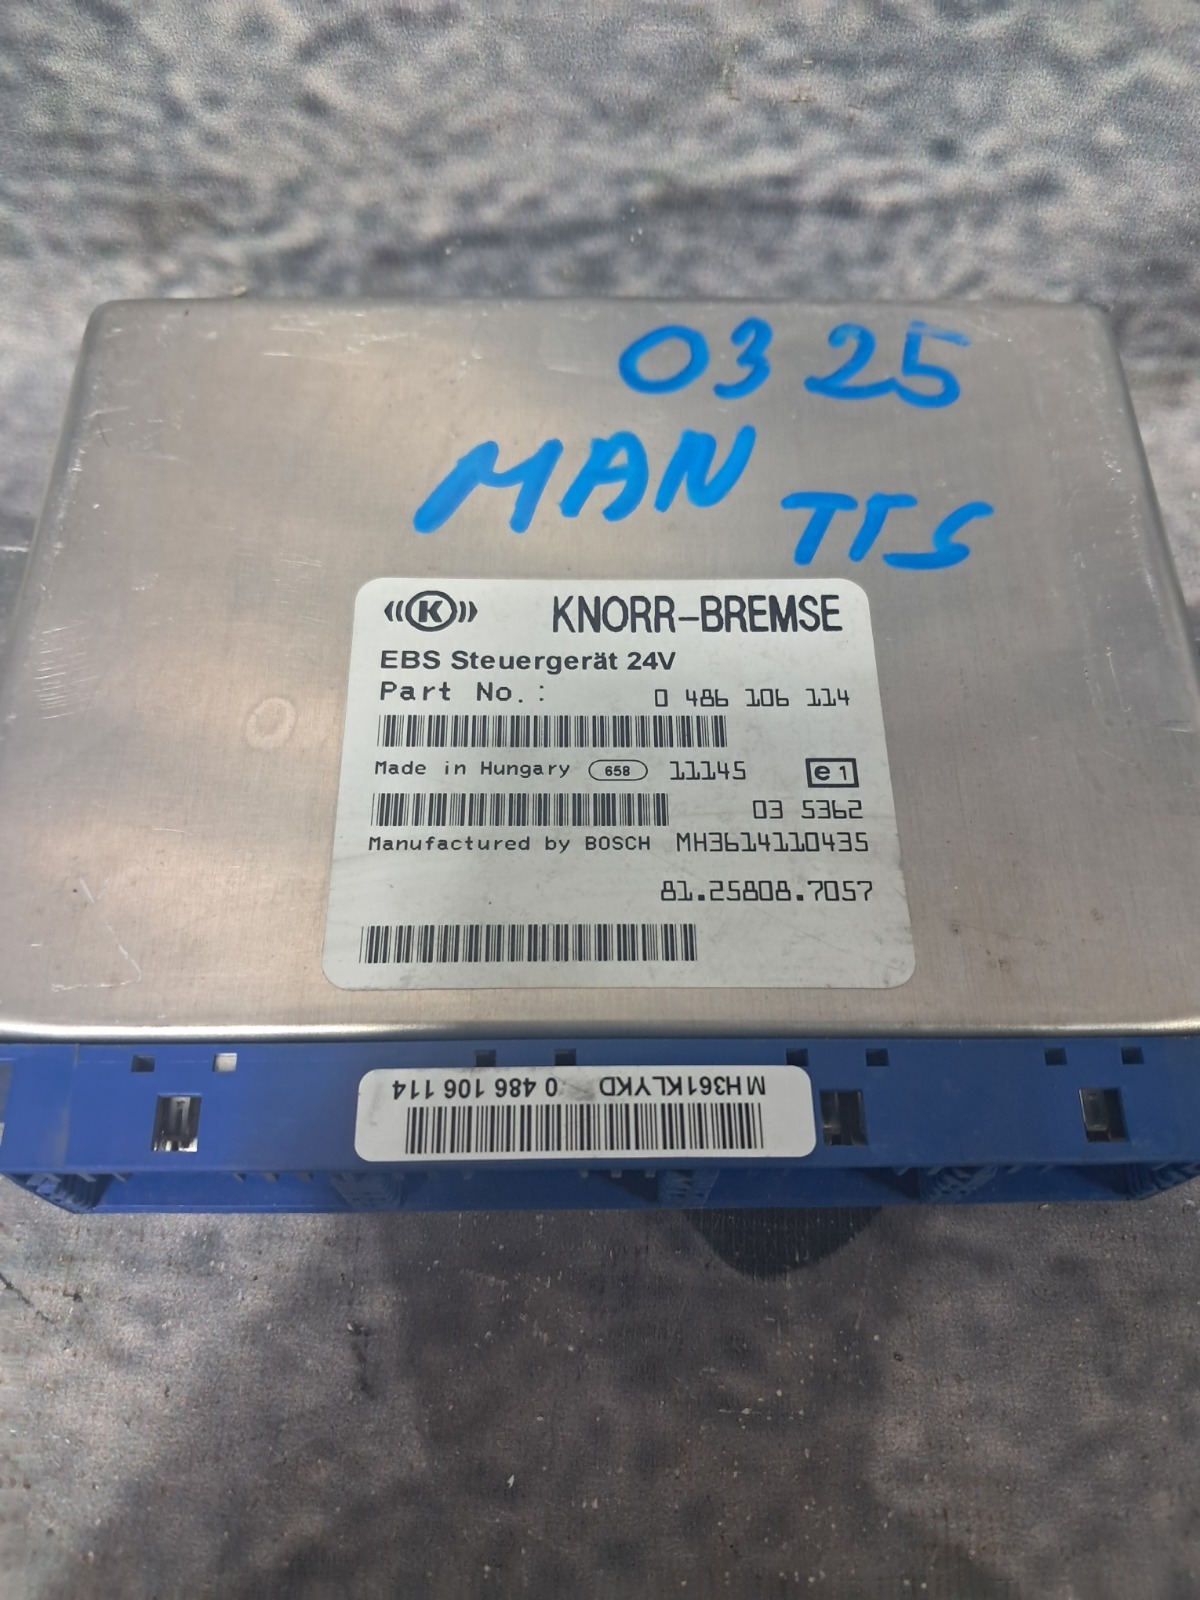 03 25
MAN TTS
K KNORR-BREMSE
EBS Steuergerät 24V
Part No.: 0 486 106 114
Made in Hungary 658 11145 e1
03 5362
Manufactured by BOSCH MH3614110435
81.25808.7057
MH361KLYKD 0 486 106 114